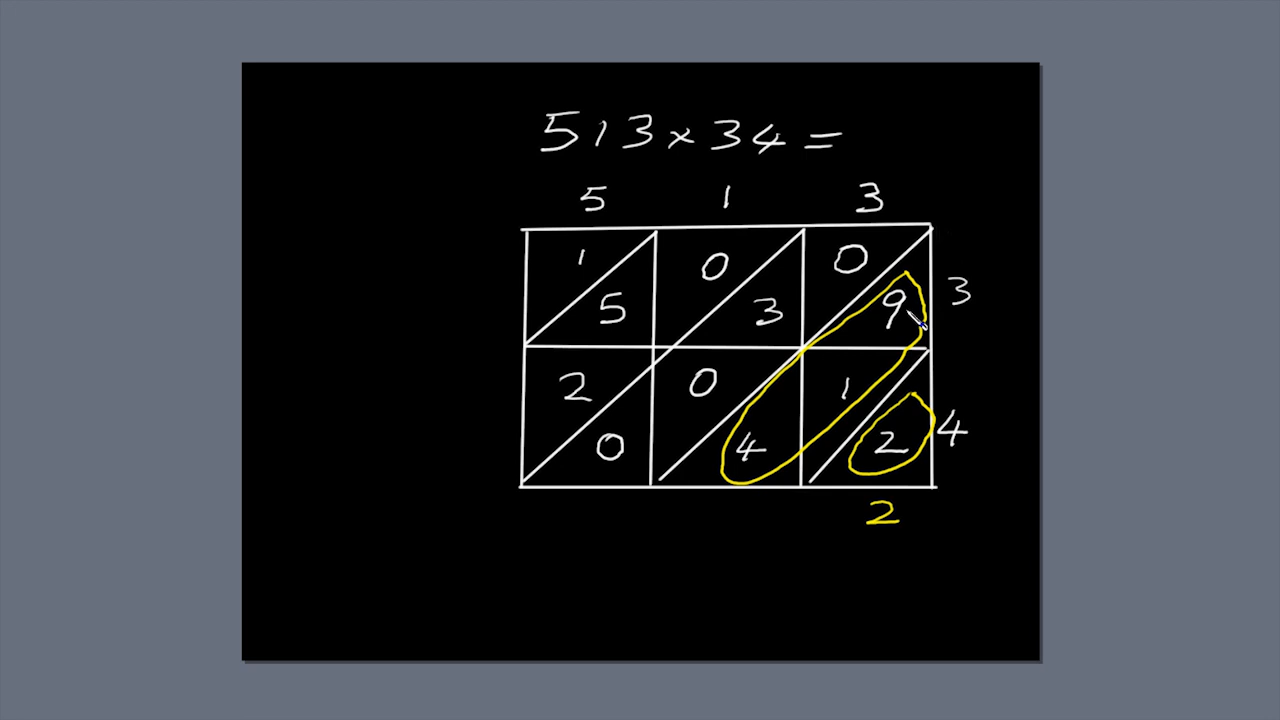 513×34=
5 1 3
1 0 0
5 3 9 3
2 0 1
0 4 2 4
2